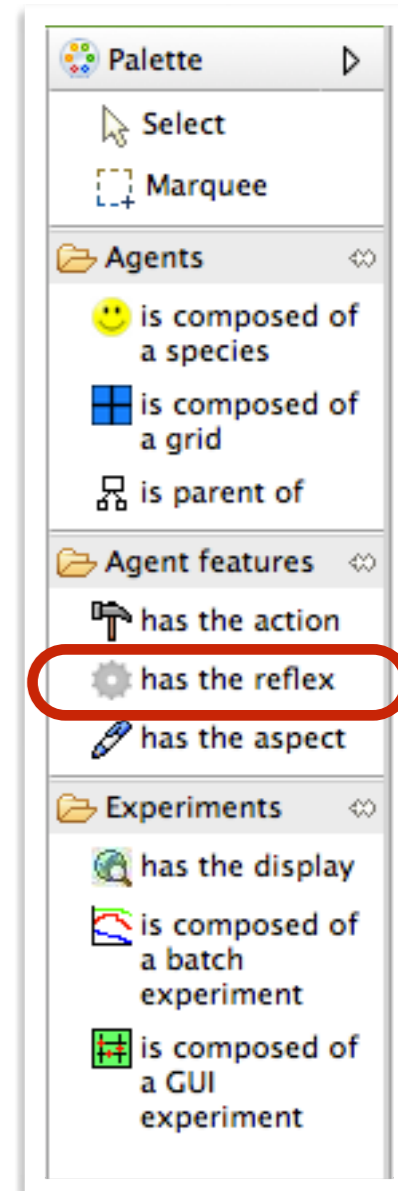 Palette
Select
Marquee
Agents
is composed of
a species
is composed of
a grid
is parent of
Agent features
has the action
has the reflex
has the aspect
Experiments
has the display
is composed of
a batch
experiment
is composed of
a GUI
experiment